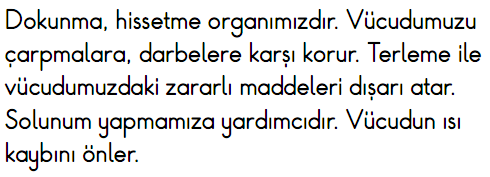 Dokunma, hissetme organımızdır. Vücudumuzu
çarpmalara, darbelere karşı korur. Terleme ile
vücudumuzdaki zararlı maddeleri dışarı atar.
Solunum yapmamıza yardımcıdır. Vücudun ısı
kaybını önler.